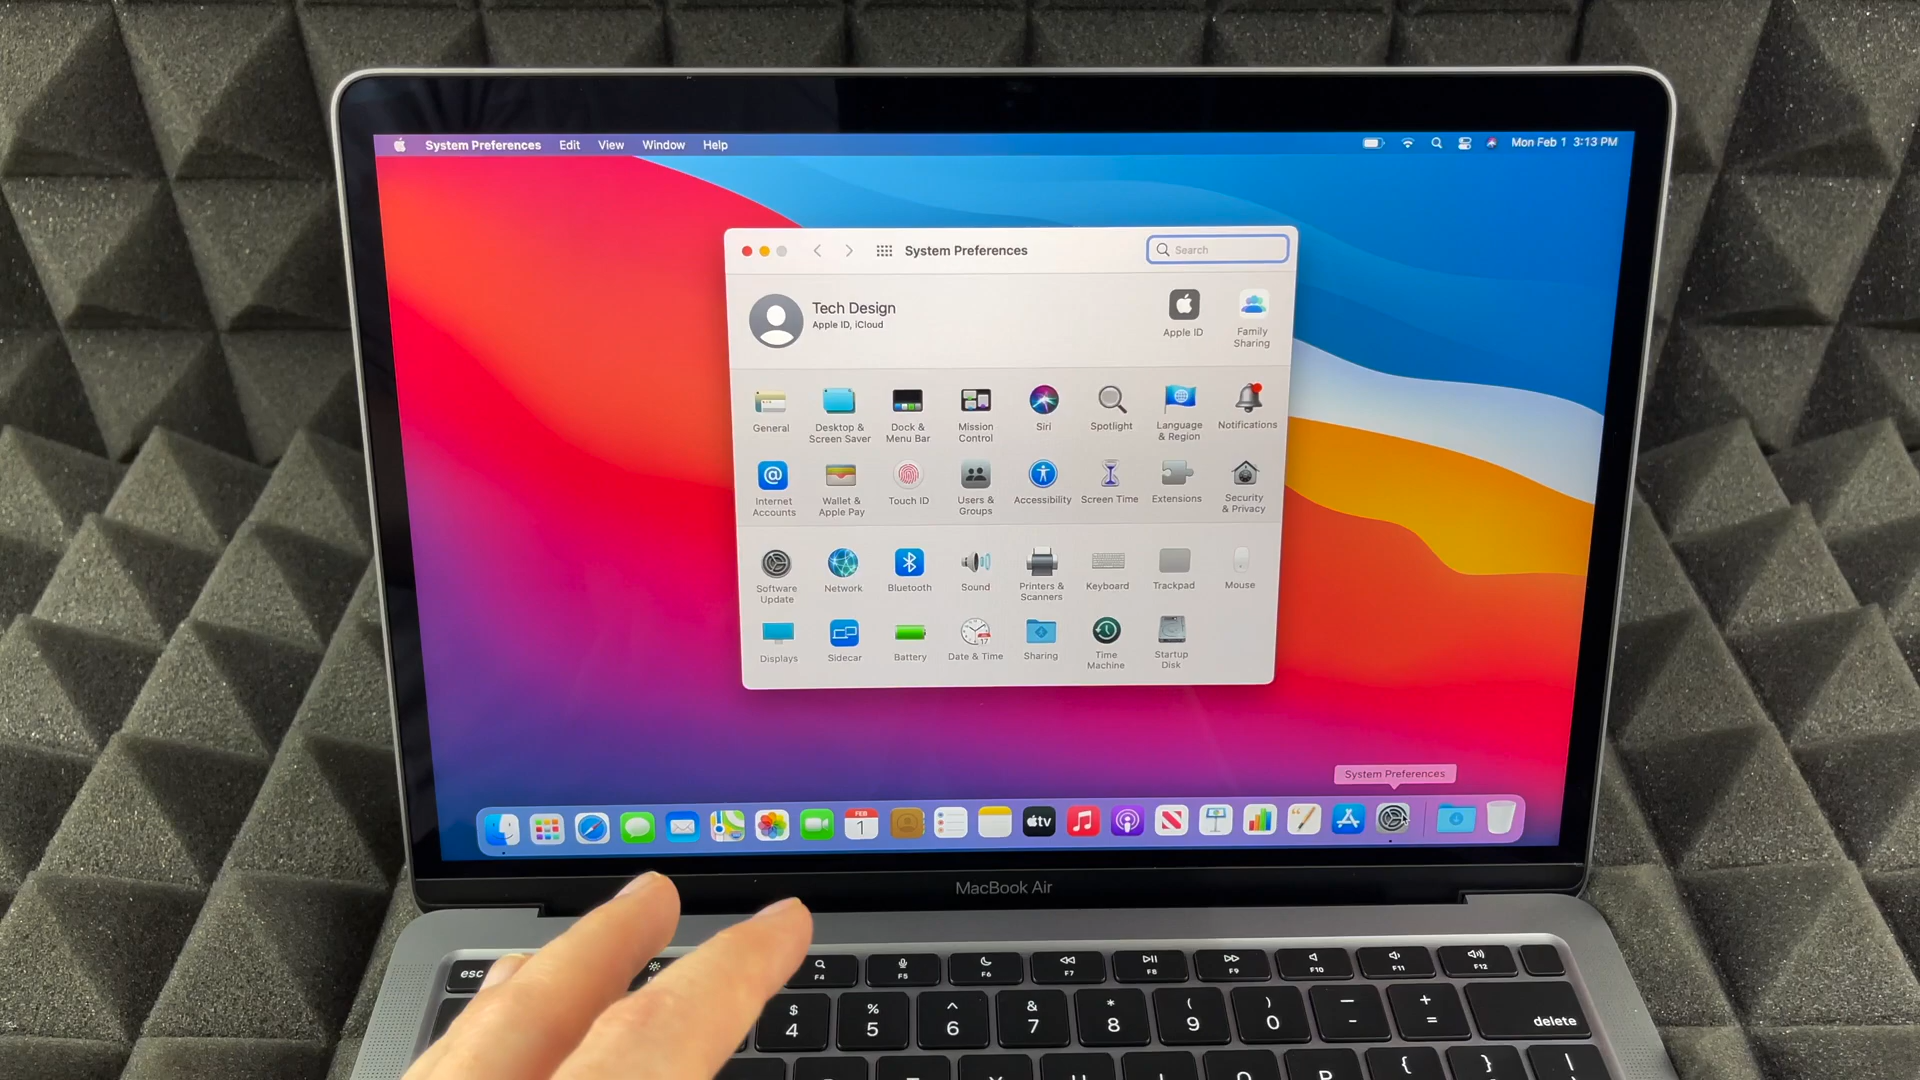 System Preferences Edit View Window Help
Mon Feb 1 3:13 PM
System Preferences
Search
Tech Design
Apple ID, iCloud
Apple ID
Family
Sharing
General
Desktop &
Screen Saver
Dock &
Menu Bar
Mission
Control
Siri
Spotlight
Language
& Region
Notifications
Internet
Accounts
Wallet &
Apple Pay
Touch ID
Users &
Groups
Accessibility
Screen Time
Extensions
Security
& Privacy
Software
Update
Network
Bluetooth
Sound
Printers &
Scanners
Keyboard
Trackpad
Mouse
Displays
Sidecar
Battery
Date & Time
Sharing
Time
Machine
Startup
Disk
System Preferences
FEB
1
tv
MacBook Air
esc
F4
F5
F6
F7
F8
F9
F10
F11
F12
$
4
%
5
^
6
&
7
*
8
(
9
)
0
—
-
+
=
delete
{
}